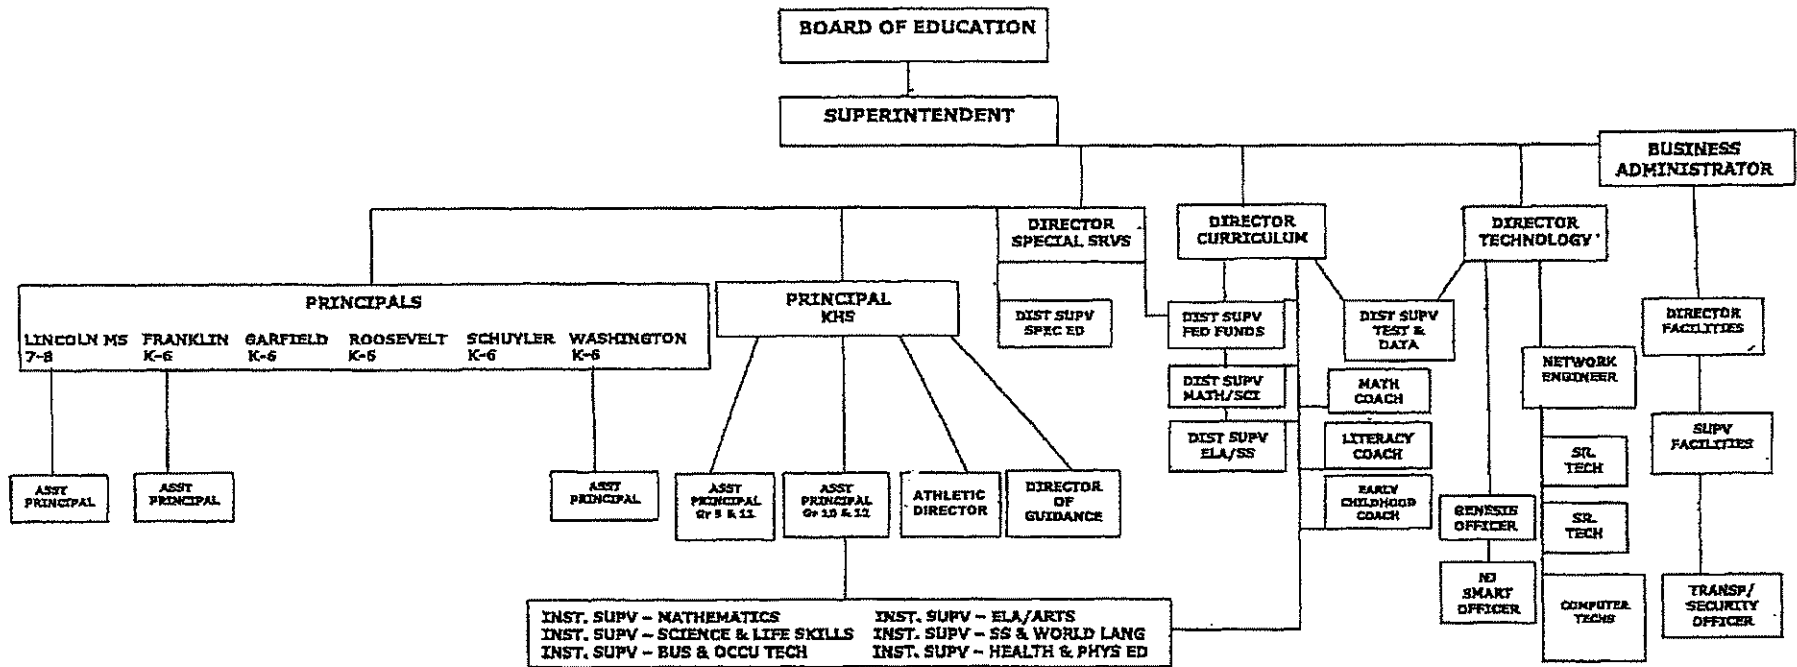 BOARD OF EDUCATION
SUPERINTENDENT
BUSINESS
ADMINISTRATOR
DIRECTOR
SPECIAL SRVS
DIRECTOR
CURRICULUM
DIRECTOR
TECHNOLOGY
PRINCIPALS
LINCOLN MS FRANKLIN GARFIELD ROOSEVELT SCHUYLER WASHINGTON
7-8 K-6 K-6 K-6 K-6 K-6
PRINCIPAL
KHS
DIST SUPV
SPEC ED
DIST SUPV
FED FUNDS
DIST SUPV
TEST &
DATA
DIRECTOR
FACILITIES
NETWORK
ENGINEER
DIST SUPV
MATH/SCI
MATH
COACH
DIST SUPV
ELA/SS
LITERACY
COACH
SUPV
FACILITIES
SR.
TECH
ASST
PRINCIPAL
ASST
PRINCIPAL
ASST
PRINCIPAL
ASST
PRINCIPAL
Gr 9 & 11
ASST
PRINCIPAL
Gr 10 & 12
ATHLETIC
DIRECTOR
DIRECTOR
OF
GUIDANCE
EARLY
CHILDHOOD
COACH
GENESIS
OFFICER
SR.
TECH
NJ
SMART
OFFICER
COMPUTER
TECHS
TRANSP/
SECURITY
OFFICER
INST. SUPV – MATHEMATICS INST. SUPV – ELA/ARTS
INST. SUPV – SCIENCE & LIFE SKILLS INST. SUPV – SS & WORLD LANG
INST. SUPV – BUS & OCCU TECH INST. SUPV – HEALTH & PHYS ED